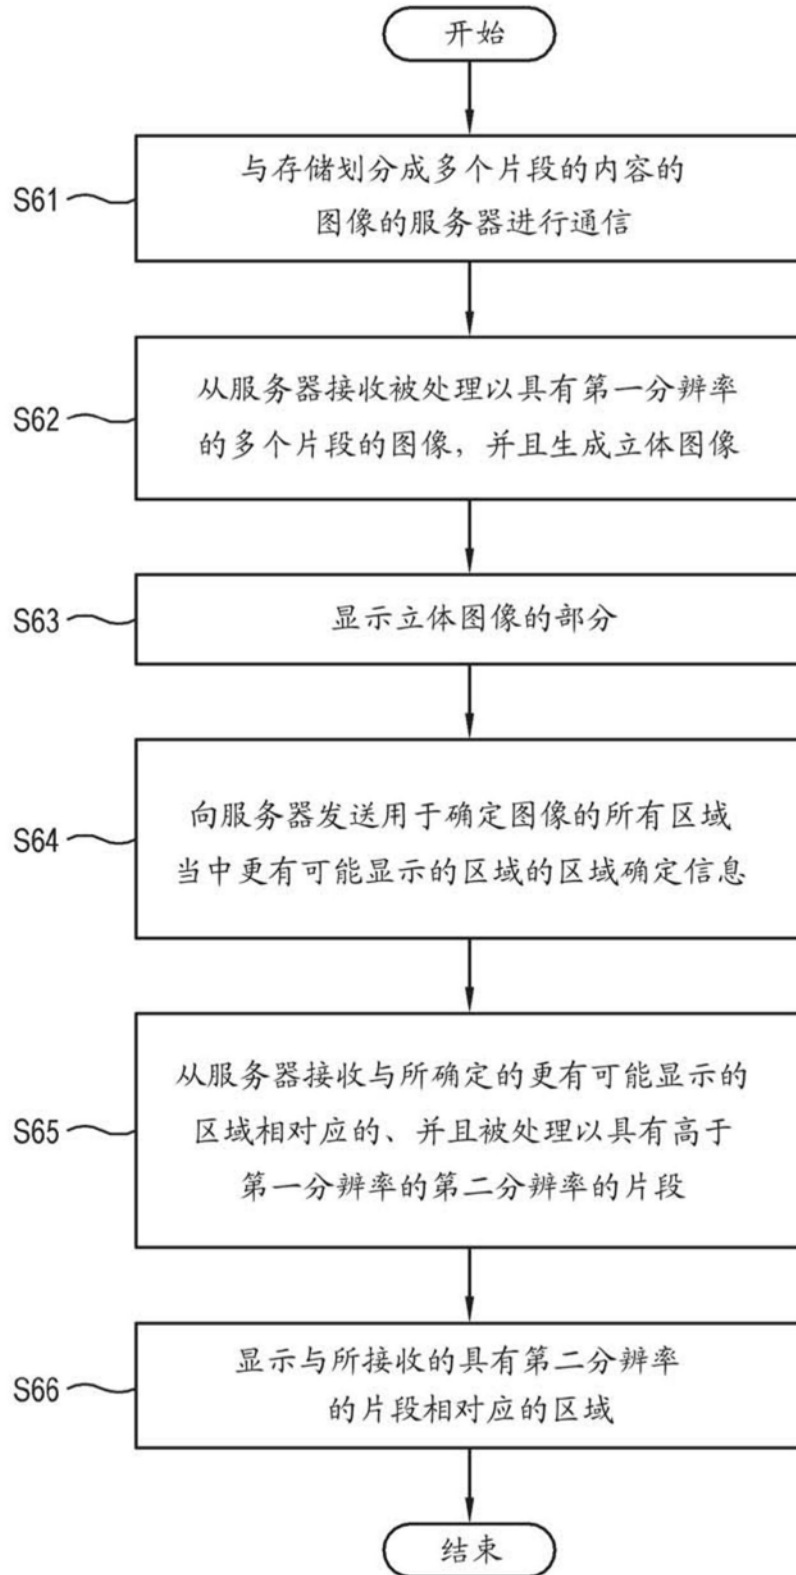 开始
S61
与存储划分成多个片段的内容的
图像的服务器进行通信
S62
从服务器接收被处理以具有第一分辨率
的多个片段的图像，并且生成立体图像
S63
显示立体图像的部分
S64
向服务器发送用于确定图像的所有区域
当中更有可能显示的区域的区域确定信息
S65
从服务器接收与所确定的更有可能显示的
区域相对应的、并且被处理以具有高于
第一分辨率的第二分辨率的片段
S66
显示与所接收的具有第二分辨率
的片段相对应的区域
结束